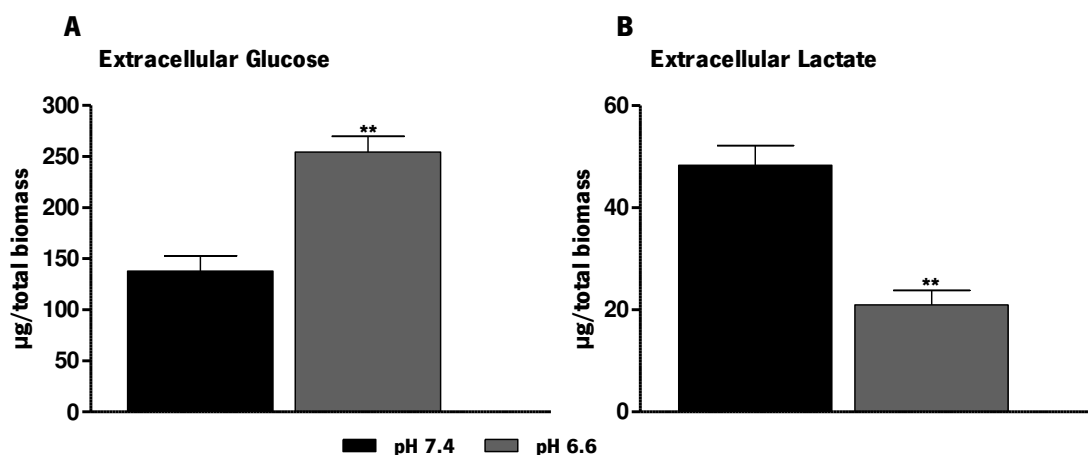 A
Extracellular Glucose
µg/total biomass
300
250
200
150
100
50
0
**
B
Extracellular Lactate
µg/total biomass
60
40
20
0
**
pH 7.4
pH 6.6